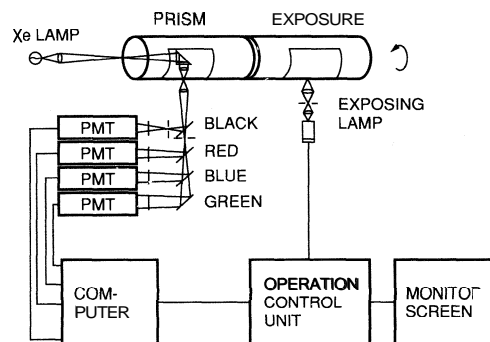 PRISM
EXPOSURE
Xe LAMP
EXPOSING
LAMP
PMT
BLACK
PMT
RED
PMT
BLUE
PMT
GREEN
COM-
PUTER
OPERATION
CONTROL
UNIT
MONITOR
SCREEN